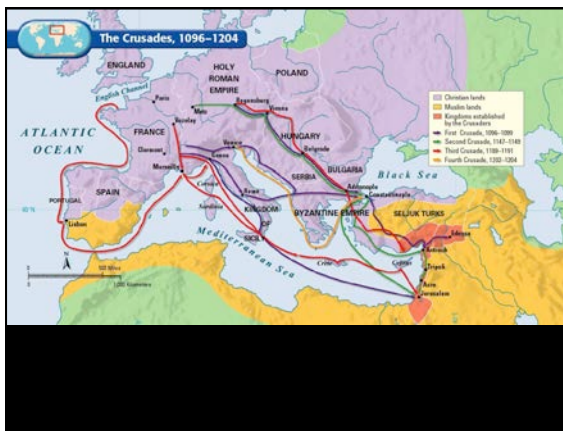 The Crusades, 1096–1204
ENGLAND
English Channel
HOLY
ROMAN
EMPIRE
POLAND
Paris
Metz
Regensburg
Vienna
Vezelay
ATLANTIC
OCEAN
FRANCE
Clermont
HUNGARY
Venice
Genoa
Belgrade
Marseille
SERBIA
BULGARIA
Black Sea
Corsica
Rome
Adrianople
Constantinople
SPAIN
PORTUGAL
Sardinia
KINGDOM
OF
SICILY
BYZANTINE EMPIRE
SELJUK TURKS
Lisbon
Edessa
Antioch
Mediterranean Sea
Crete
Cyprus
Tripoli
Acre
Jerusalem
N
Christian lands
Muslim lands
Kingdoms established
by the Crusaders
First Crusade, 1096–1099
Second Crusade, 1147–1149
Third Crusade, 1189–1191
Fourth Crusade, 1202–1204